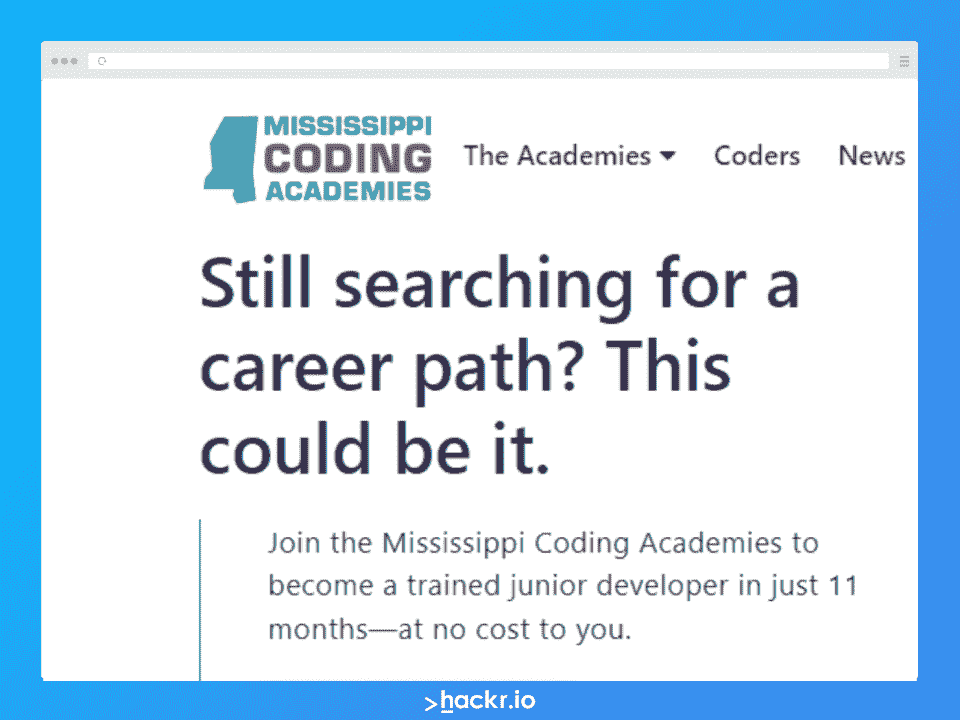 MISSISSIPPI
CODING
ACADEMIES
The Academies Coders News
Still searching for a
career path? This
could be it.
Join the Mississippi Coding Academies to
become a trained junior developer in just 11
months—at no cost to you.
>hackr.io